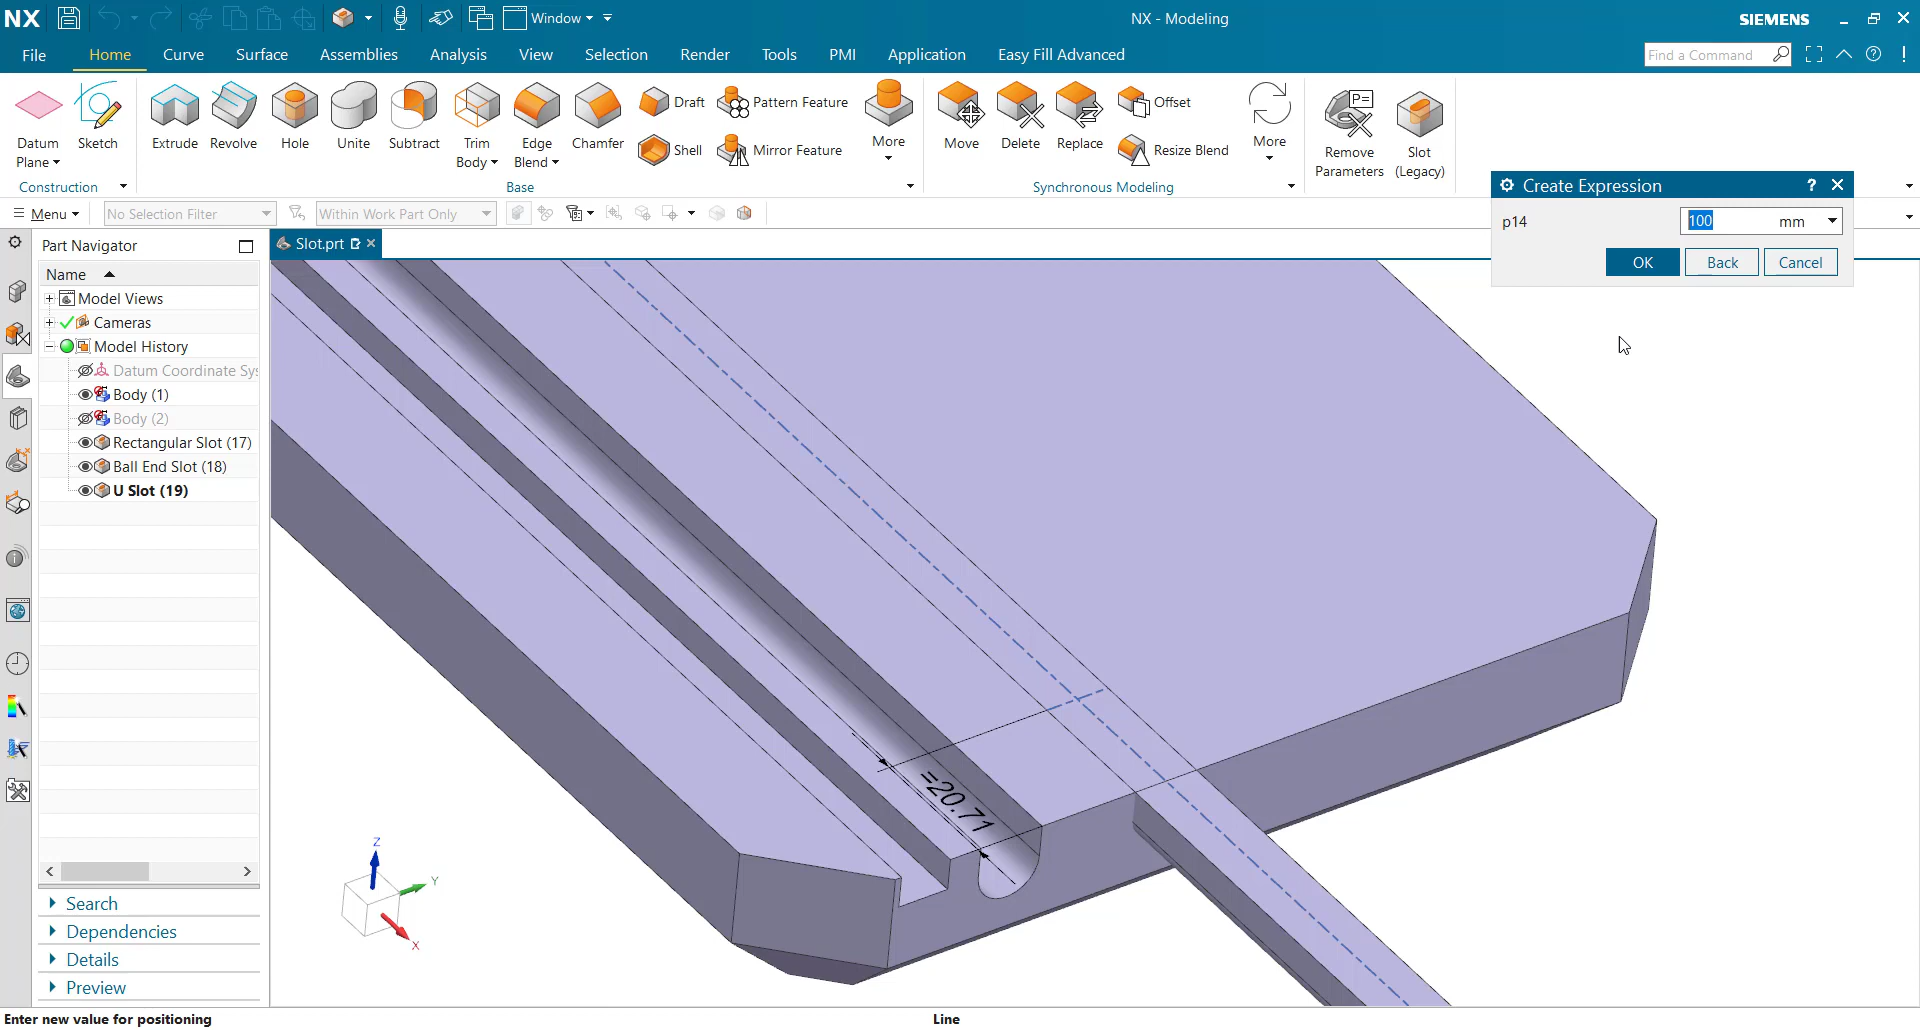 NX
Window
NX - Modeling
SIEMENS
File
Home
Curve
Surface
Assemblies
Analysis
View
Selection
Render
Tools
PMI
Application
Easy Fill Advanced
Find a Command
Datum Plane
Sketch
Extrude
Revolve
Hole
Unite
Subtract
Trim Body
Edge Blend
Chamfer
Draft
Shell
Pattern Feature
Mirror Feature
More
Move
Delete
Replace
Offset
Resize Blend
More
Remove Parameters
P=
Slot (Legacy)
Construction
Base
Synchronous Modeling
Create Expression
?
p14
100
mm
OK
Back
Cancel
Menu
No Selection Filter
Within Work Part Only
Part Navigator
Slot.prt
Name
Model Views
Cameras
Model History
Datum Coordinate Sy
Body (1)
Body (2)
Rectangular Slot (17)
Ball End Slot (18)
U Slot (19)
=20.71
Z
Y
X
Search
Dependencies
Details
Preview
Enter new value for positioning
Line